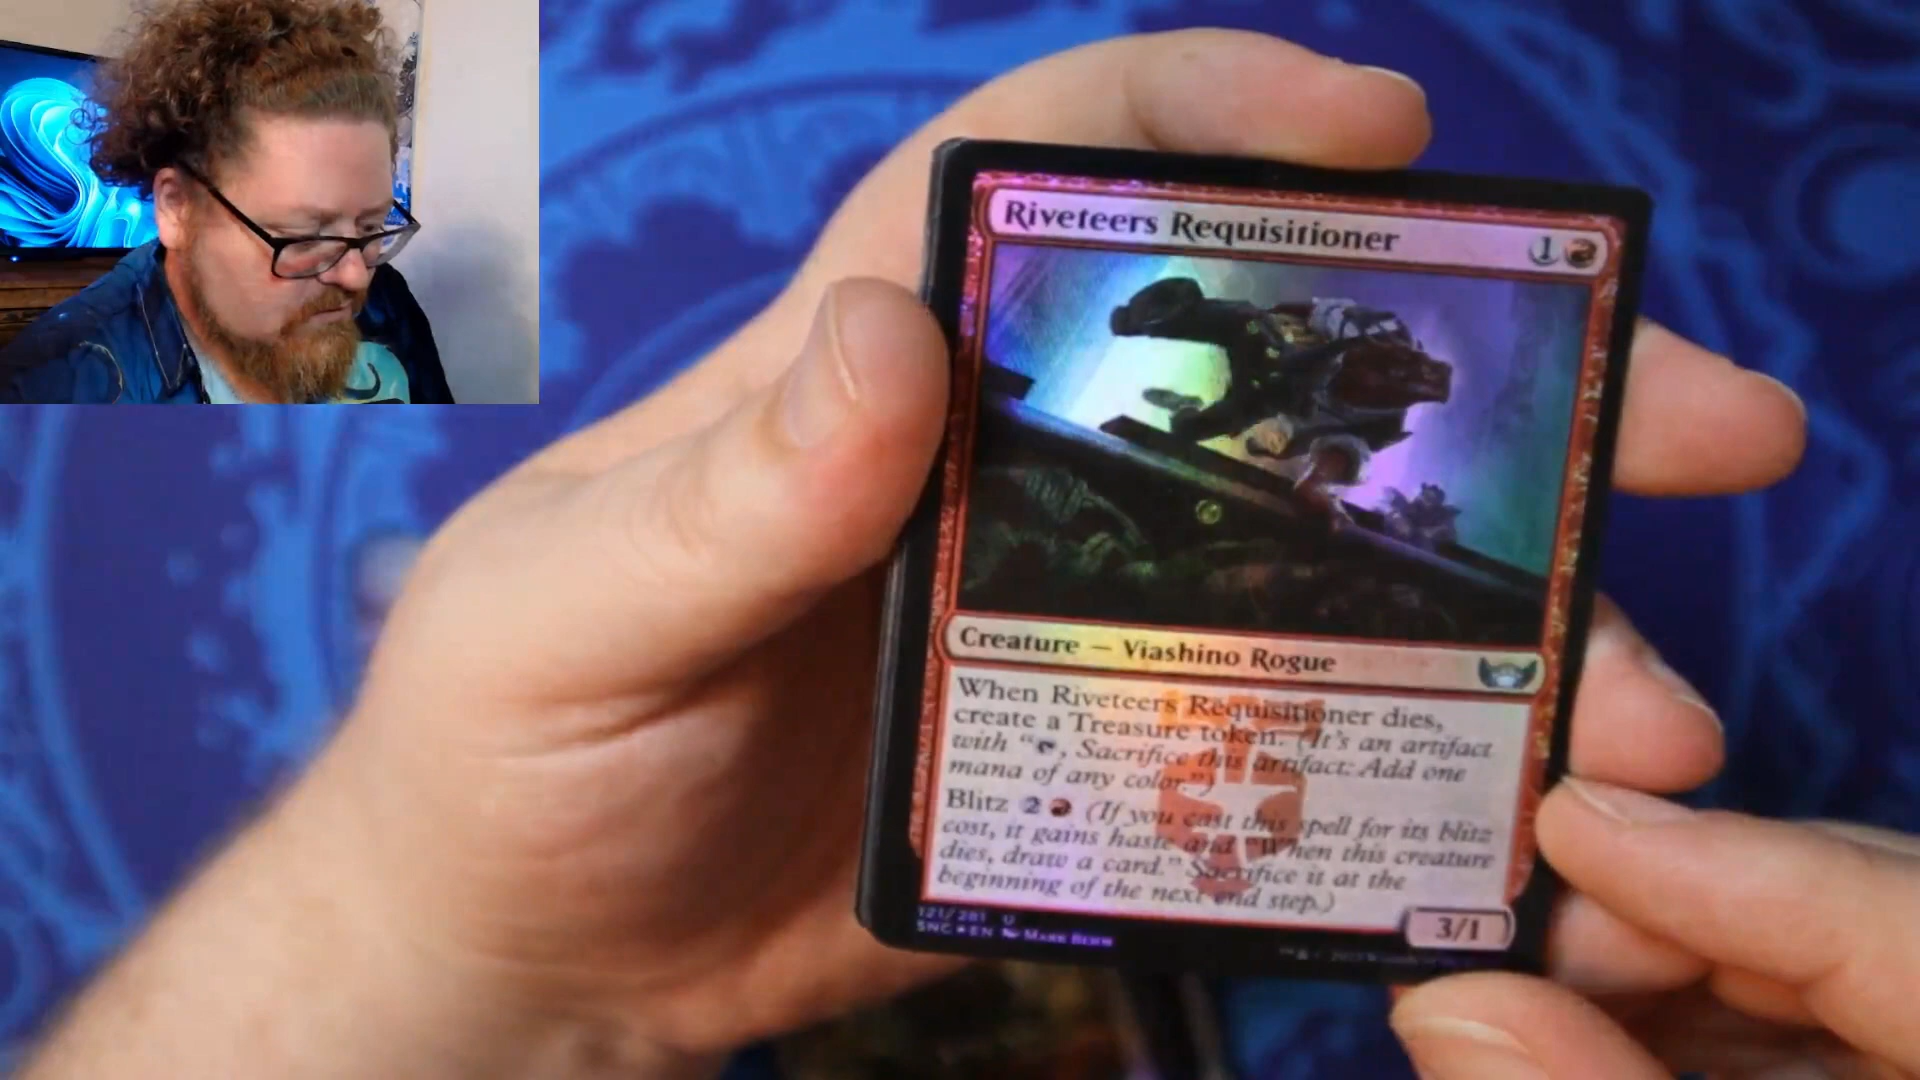 Riveteers Requisitioner 1
Creature — Viashino Rogue
When Riveteers Requisitioner dies,
create a Treasure token. (It's an artifact
with “, Sacrifice this artifact: Add one
mana of any color.”)
Blitz 2 (If you cast this spell for its blitz
cost, it gains haste and “When this creature
dies, draw a card.” Sacrifice it at the
beginning of the next end step.)
3/1
121/281 U
SNC★EN Mark Behm